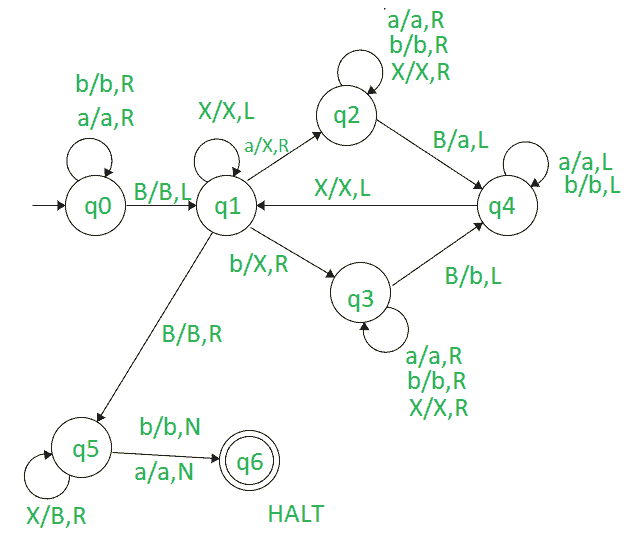 a/a,R
b/b,R
X/X,R
q2
b/b,R
a/a,R
X/X,L
a/X,R
B/a,L
a/a,L
b/b,L
q0
B/B,L
q1
X/X,L
q4
b/X,R
B/b,L
q3
a/a,R
b/b,R
X/X,R
B/B,R
q5
b/b,N
a/a,N
q6
X/B,R
HALT